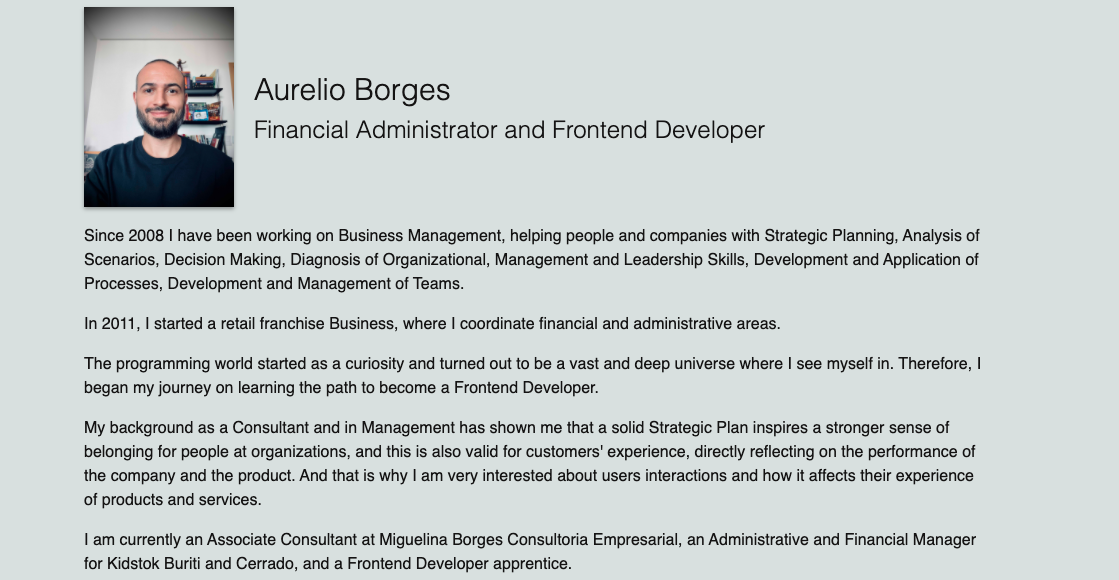 Aurelio Borges
Financial Administrator and Frontend Developer
Since 2008 I have been working on Business Management, helping people and companies with Strategic Planning, Analysis of
Scenarios, Decision Making, Diagnosis of Organizational, Management and Leadership Skills, Development and Application of
Processes, Development and Management of Teams.
In 2011, I started a retail franchise Business, where I coordinate financial and administrative areas.
The programming world started as a curiosity and turned out to be a vast and deep universe where I see myself in. Therefore, I
began my journey on learning the path to become a Frontend Developer.
My background as a Consultant and in Management has shown me that a solid Strategic Plan inspires a stronger sense of
belonging for people at organizations, and this is also valid for customers' experience, directly reflecting on the performance of
the company and the product. And that is why I am very interested about users interactions and how it affects their experience
of products and services.
I am currently an Associate Consultant at Miguelina Borges Consultoria Empresarial, an Administrative and Financial Manager
for Kidstok Buriti and Cerrado, and a Frontend Developer apprentice.